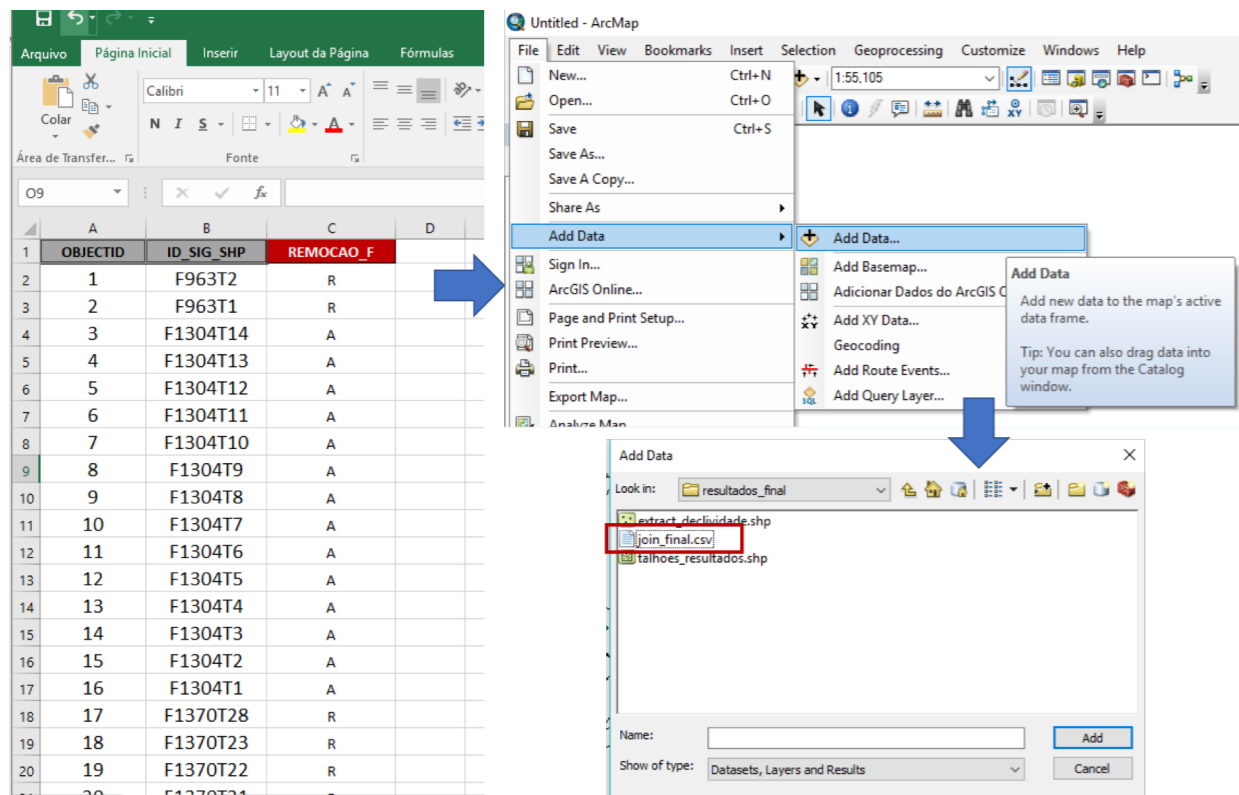 Arquivo Página Inicial Inserir Layout da Página Fórmulas
Colar
Calibri 11 A A
N I S A
Área de Transfer... Fonte
O9 fx
A B C D
1 OBJECTID ID_SIG_SHP REMOCAO_F
2 1 F963T2 R
3 2 F963T1 R
4 3 F1304T14 A
5 4 F1304T13 A
6 5 F1304T12 A
7 6 F1304T11 A
8 7 F1304T10 A
9 8 F1304T9 A
10 9 F1304T8 A
11 10 F1304T7 A
12 11 F1304T6 A
13 12 F1304T5 A
14 13 F1304T4 A
15 14 F1304T3 A
16 15 F1304T2 A
17 16 F1304T1 A
18 17 F1370T28 R
19 18 F1370T23 R
20 19 F1370T22 R
Untitled - ArcMap
File Edit View Bookmarks Insert Selection Geoprocessing Customize Windows Help
1:55,105
New... Ctrl+N
Open... Ctrl+O
Save Ctrl+S
Save As...
Save A Copy...
Share As
Add Data
Sign In...
ArcGIS Online...
Page and Print Setup...
Print Preview...
Print...
Export Map...
Analyze Map
Add Data...
Add Basemap...
Adicionar Dados do ArcGIS
Add XY Data...
Geocoding
Add Route Events...
Add Query Layer...
Add Data
Add new data to the map's active
data frame.
Tip: You can also drag data into
your map from the Catalog
window.
Add Data
Look in: resultados_final
extract_declividade.shp
join_final.csv
talhoes_resultados.shp
Name: Add
Show of type: Datasets, Layers and Results Cancel